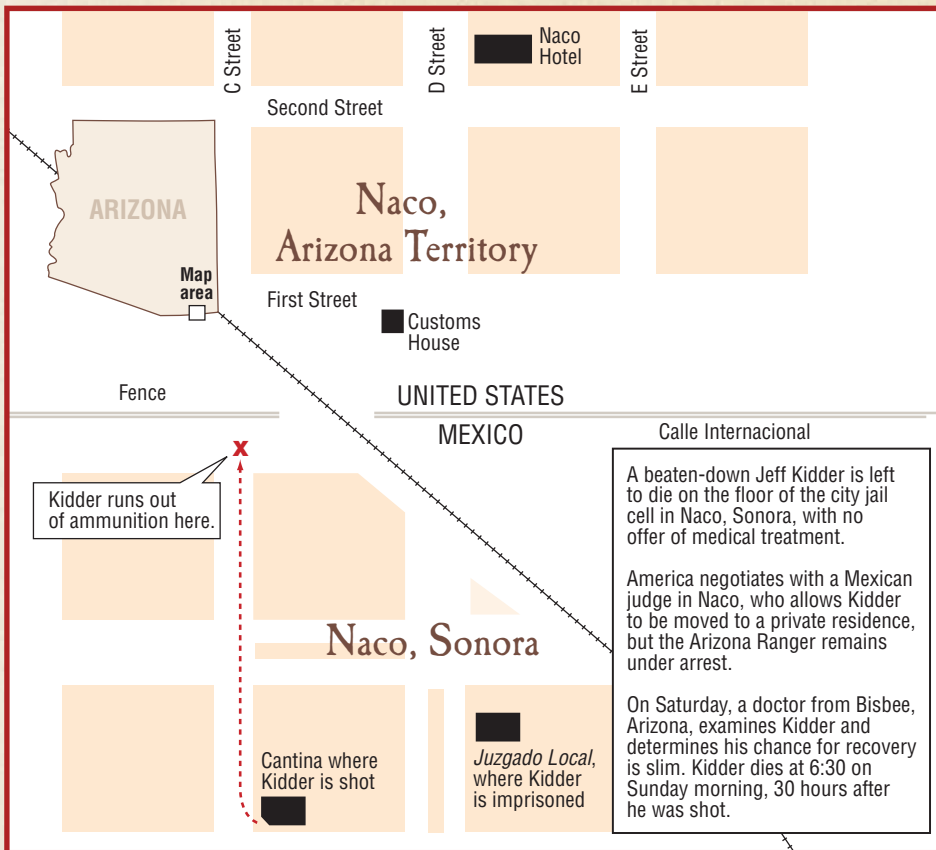 C Street
D Street
E Street
Naco
Hotel
Second Street
ARIZONA
Map
area
Naco,
Arizona Territory
First Street
Customs
House
Fence
UNITED STATES
MEXICO
Calle Internacional
X
Kidder runs out
of ammunition here.
A beaten-down Jeff Kidder is left
to die on the floor of the city jail
cell in Naco, Sonora, with no
offer of medical treatment.
America negotiates with a Mexican
judge in Naco, who allows Kidder
to be moved to a private residence,
but the Arizona Ranger remains
under arrest.
On Saturday, a doctor from Bisbee,
Arizona, examines Kidder and
determines his chance for recovery
is slim. Kidder dies at 6:30 on
Sunday morning, 30 hours after
he was shot.
Naco, Sonora
Cantina where
Kidder is shot
Juzgado Local,
where Kidder
is imprisoned